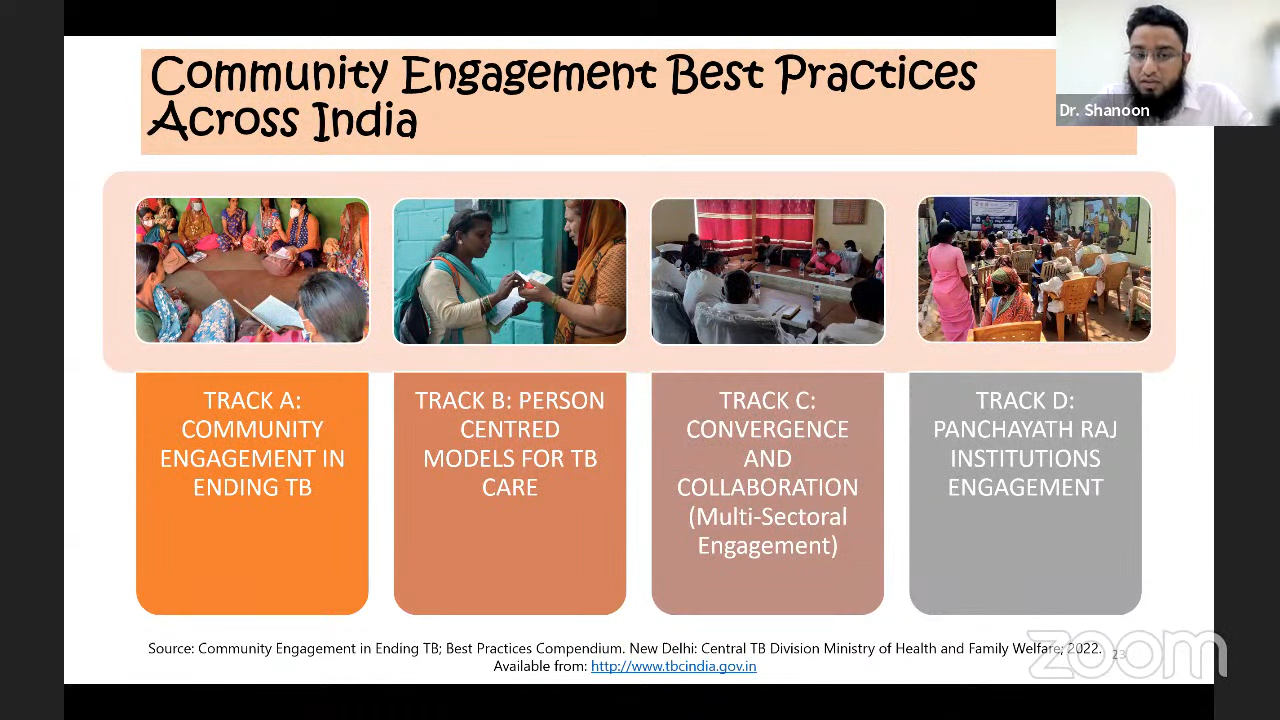 Community Engagement Best Practices
Across India
Dr. Shanoon
TRACK A:
COMMUNITY
ENGAGEMENT IN
ENDING TB
TRACK B: PERSON
CENTRED
MODELS FOR TB
CARE
TRACK C:
CONVERGENCE
AND
COLLABORATION
(Multi-Sectoral
Engagement)
TRACK D:
PANCHAYATH RAJ
INSTITUTIONS
ENGAGEMENT
Source: Community Engagement in Ending TB; Best Practices Compendium. New Delhi: Central TB Division Ministry of Health and Family Welfare; 2022.
Available from: http://www.tbcindia.gov.in
23
zoom